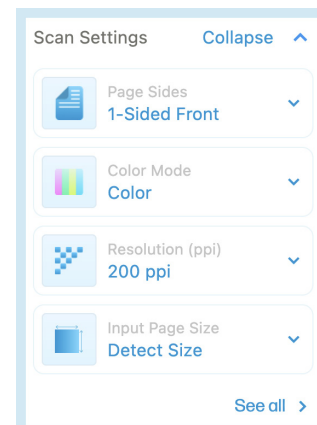 Scan Settings Collapse
Page Sides
1-Sided Front
Color Mode
Color
Resolution (ppi)
200 ppi
Input Page Size
Detect Size
See all